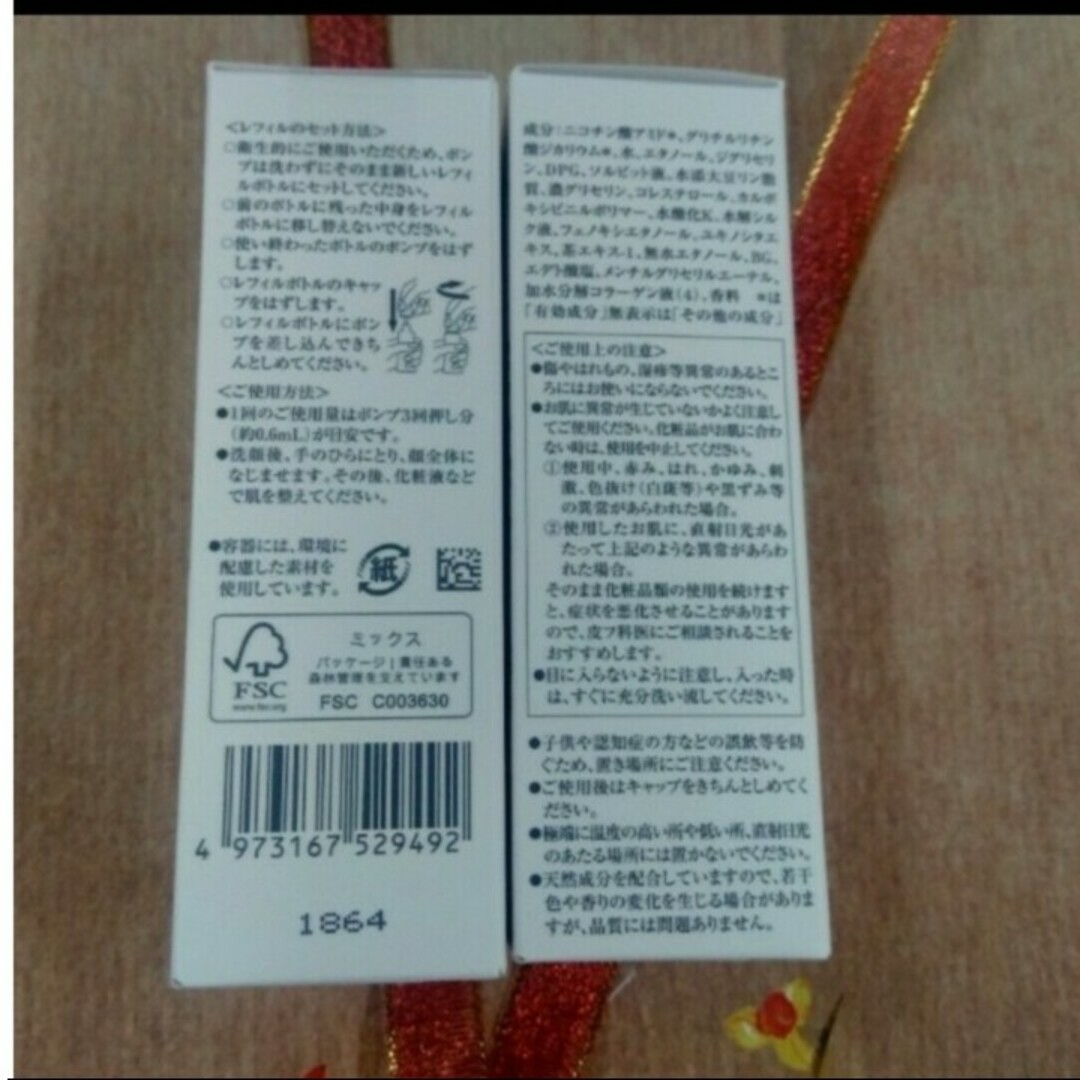 <レフィルのセット方法>
○衛生的にご使用いただくため、ポン
プは洗わずにそのまま新しいレフィ
ルボトルにセットしてください。
○前のボトルに残った中身をレフィル
ボトルに移し替えないでください。
○使い終わったボトルのポンプをはず
します。
○レフィルボトルのキャッ
プをはずします。
○レフィルボトルにポン
プを差し込んできち
んとしめてください。
<ご使用方法>
●1回のご使用量はポンプ3回押し分
(約0.6mL)が目安です。
●洗顔後、手のひらにとり、顔全体に
なじませます。その後、化粧液など
で肌を整えてください。
●容器には、環境に
配慮した素材を
使用しています。
紙
FSC
www.fsc.org
ミックス
パッケージ|責任ある
森林管理を支えています
FSC C003630
4 973167 529492
1864
成分:ニコチン酸アミド*、グリチルリチン
酸ジカリウム*、水、エタノール、ジグリセリ
ン、DPG、ソルビット液、水添大豆リン脂
質、濃グリセリン、コレステロール、カルボ
キシビニルポリマー、水酸化K、水解シル
ク液、フェノキシエタノール、ユキノシタエ
キス、茶エキス-1、無水エタノール、BG、
エデト酸塩、メンチルグリセリルエーテル、
加水分解コラーゲン液(4)、香料 *は
「有効成分」無表示は「その他の成分」
<ご使用上の注意>
●傷やはれもの、湿疹等異常のあるとこ
ろにはお使いにならないでください。
●お肌に異常が生じていないかよく注意し
てご使用ください。化粧品がお肌に合わ
ない時は、使用を中止してください。
①使用中、赤み、はれ、かゆみ、刺
激、色抜け(白斑等)や黒ずみ等
の異常があらわれた場合。
②使用したお肌に、直射日光があ
たって上記のような異常があらわ
れた場合。
そのまま化粧品類の使用を続けます
と、症状を悪化させることがあります
ので、皮フ科医にご相談されることを
おすすめします。
●目に入らないように注意し、入った時
は、すぐに充分洗い流してください。
●子供や認知症の方などの誤飲等を防
ぐため、置き場所にご注意ください。
●ご使用後はキャップをきちんとしめてく
ださい。
●極端に温度の高い所や低い所、直射日光
のあたる場所には置かないでください。
●天然成分を配合していますので、若干
色や香りの変化を生じる場合がありま
すが、品質には問題ありません。